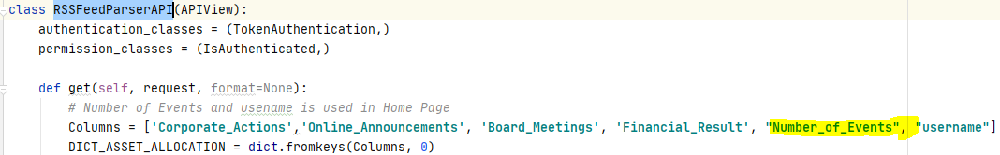 class RSSFeedParserAPI(APIView):
authentication_classes = (TokenAuthentication,)
permission_classes = (IsAuthenticated,)
def get(self, request, format=None):
# Number of Events and usename is used in Home Page
Columns = ['Corporate_Actions','Online_Announcements', 'Board_Meetings', 'Financial_Result', "Number_of_Events", "username"]
DICT_ASSET_ALLOCATION = dict.fromkeys(Columns, 0)